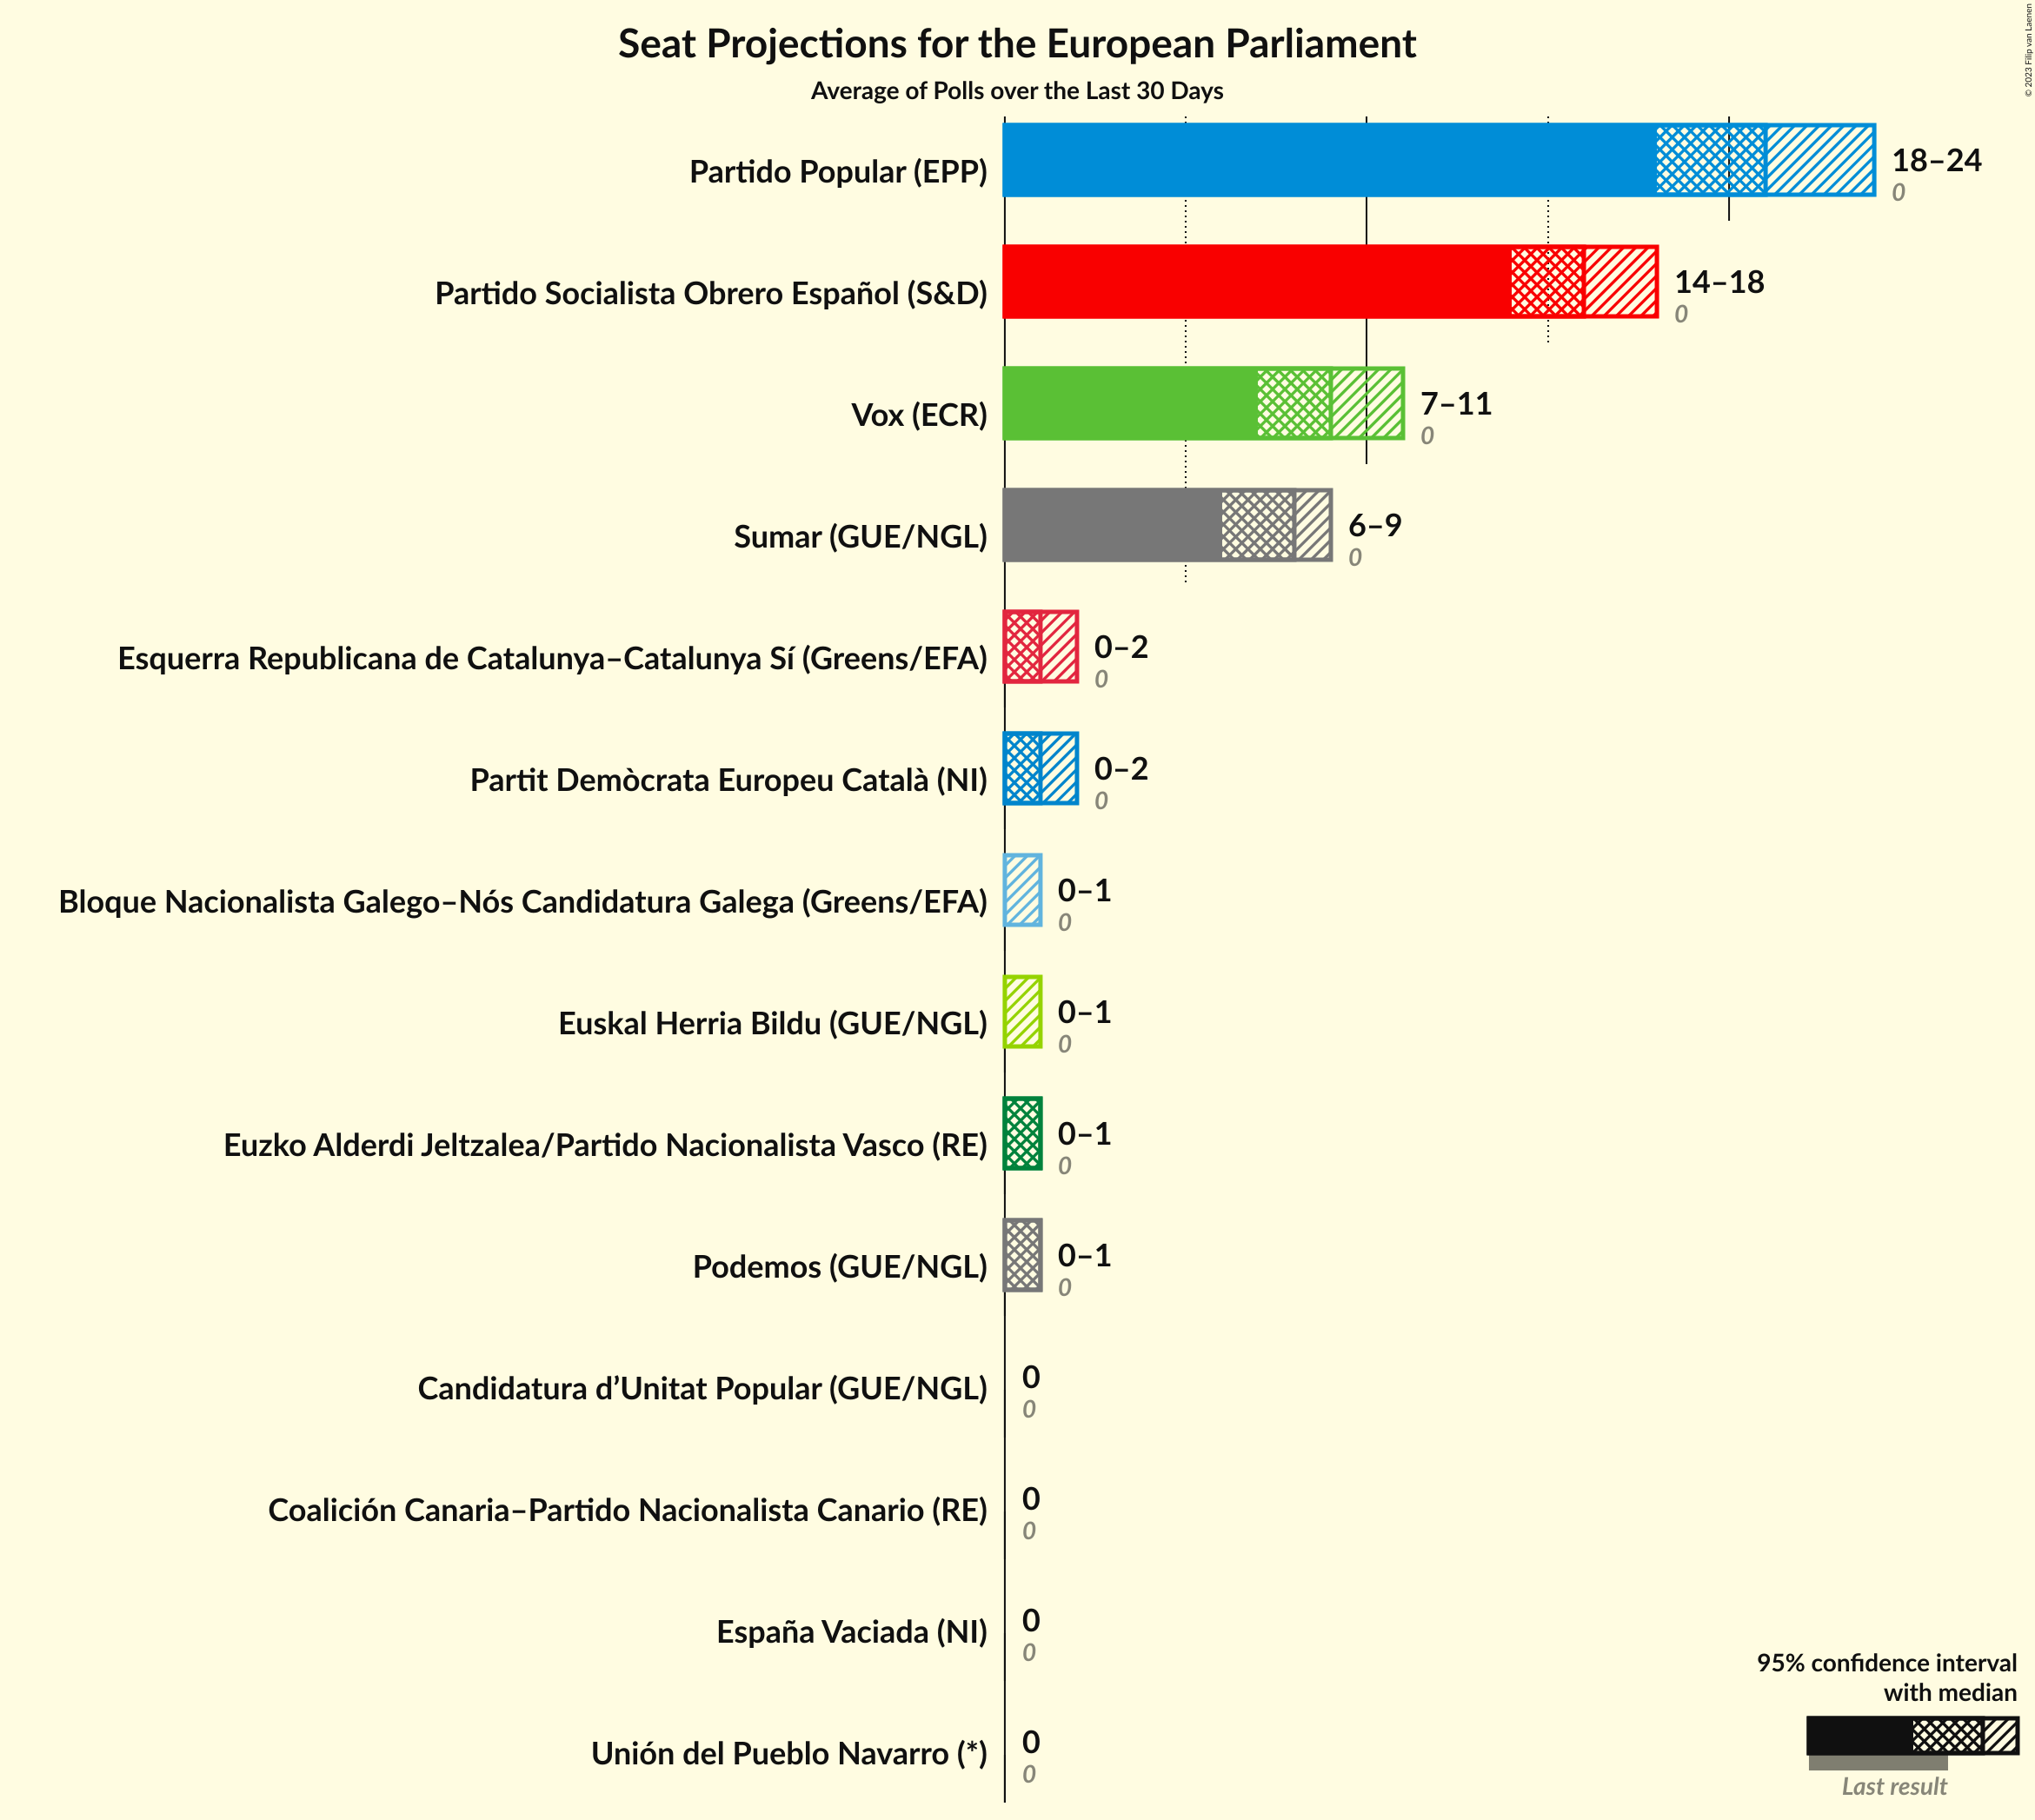 Seat Projections for the European Parliament
Average of Polls over the Last 30 Days
© 2023 Filip van Laenen
Partido Popular (EPP)
18–24
0
Partido Socialista Obrero Español (S&D)
14–18
0
Vox (ECR)
7–11
0
Sumar (GUE/NGL)
6–9
0
Esquerra Republicana de Catalunya–Catalunya Sí (Greens/EFA)
0–2
0
Partit Demòcrata Europeu Català (NI)
0–2
0
Bloque Nacionalista Galego–Nós Candidatura Galega (Greens/EFA)
0–1
0
Euskal Herria Bildu (GUE/NGL)
0–1
0
Euzko Alderdi Jeltzalea/Partido Nacionalista Vasco (RE)
0–1
0
Podemos (GUE/NGL)
0–1
0
Candidatura d’Unitat Popular (GUE/NGL)
0
0
Coalición Canaria–Partido Nacionalista Canario (RE)
0
0
España Vaciada (NI)
0
0
Unión del Pueblo Navarro (*)
0
0
95% confidence interval
with median
Last result